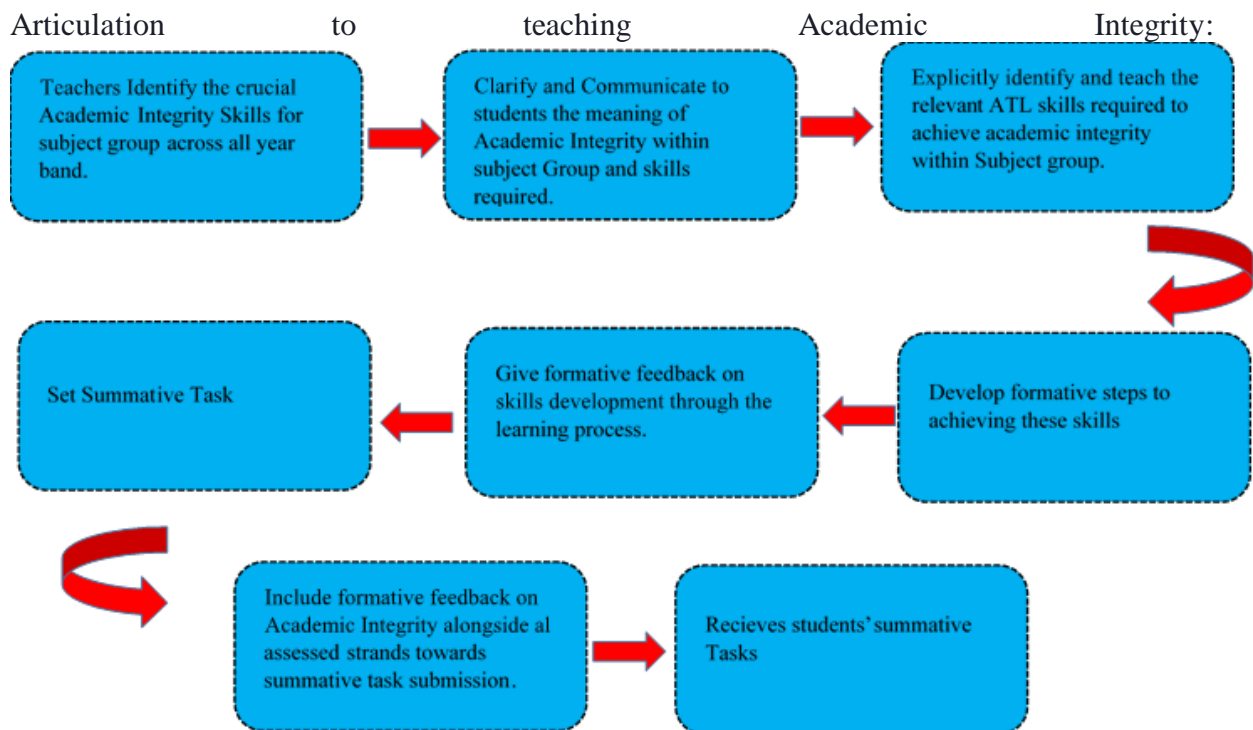 Articulation to teaching Academic Integrity:
Teachers Identify the crucial
Academic Integrity Skills for
subject group across all year
band.
Clarify and Communicate to
students the meaning of
Academic Integrity within
subject Group and skills
required.
Explicitly identify and teach the
relevant ATL skills required to
achieve academic integrity
within Subject group.
Develop formative steps to
achieving these skills
Give formative feedback on
skills development through the
learning process.
Set Summative Task
Include formative feedback on
Academic Integrity alongside al
assessed strands towards
summative task submission.
Recieves students' summative
Tasks